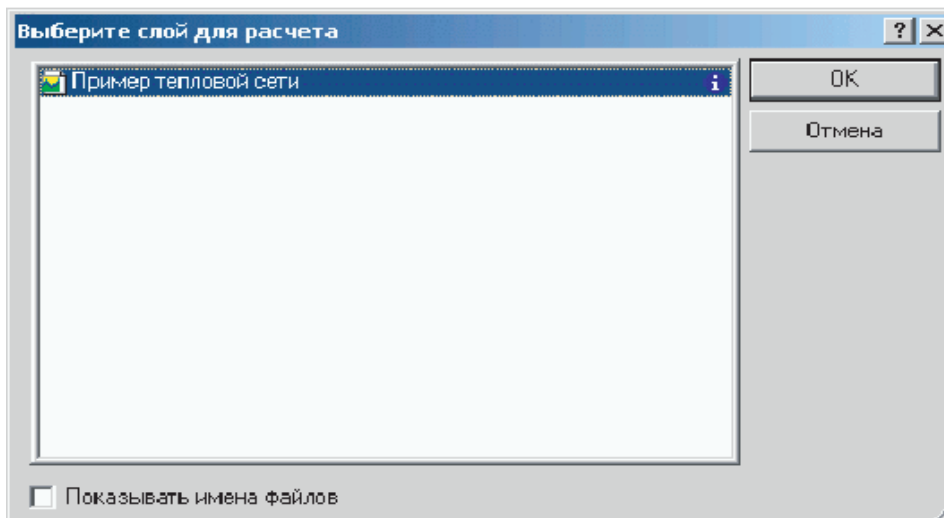 Выберите слой для расчета
Пример тепловой сети
OK
Отмена
Показывать имена файлов